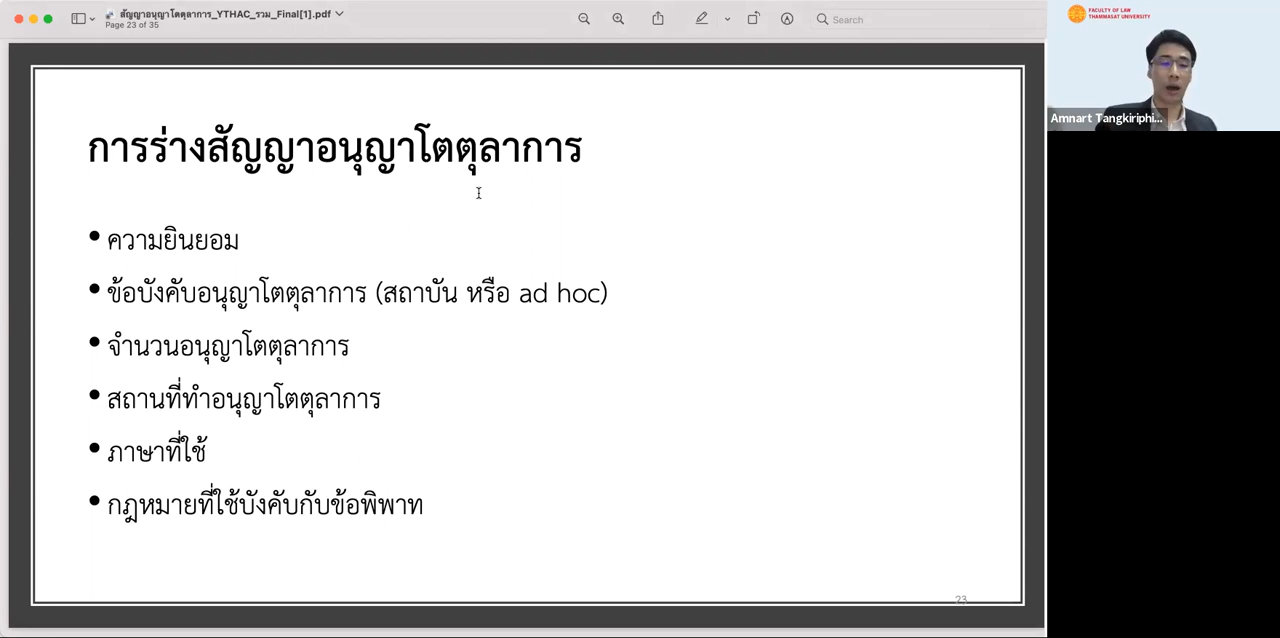 สัญญาอนุญาโตตุลาการ_YTHAC_รวม_Final[1].pdf
Page 23 of 35
Search
FACULTY OF LAW
THAMMASAT UNIVERSITY
Amnart Tangkiriphi...
การร่างสัญญาอนุญาโตตุลาการ
• ความยินยอม
• ข้อบังคับอนุญาโตตุลาการ (สถาบัน หรือ ad hoc)
• จำนวนอนุญาโตตุลาการ
• สถานที่ทำอนุญาโตตุลาการ
• ภาษาที่ใช้
• กฎหมายที่ใช้บังคับกับข้อพิพาท
23